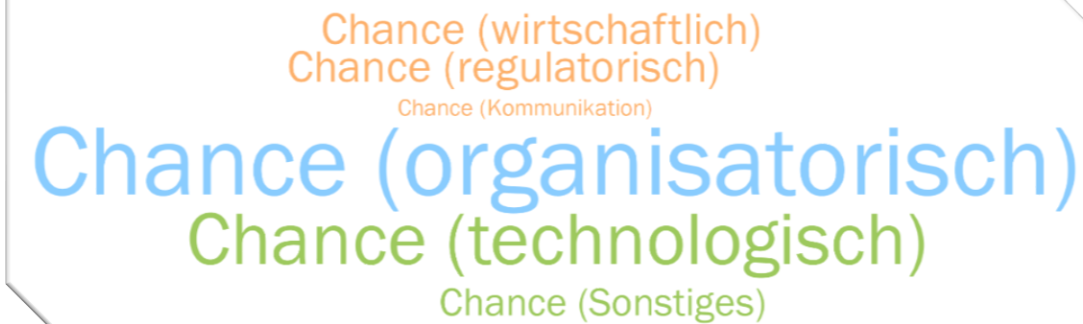 Chance (wirtschaftlich)
Chance (regulatorisch)
Chance (Kommunikation)
Chance (organisatorisch)
Chance (technologisch)
Chance (Sonstiges)